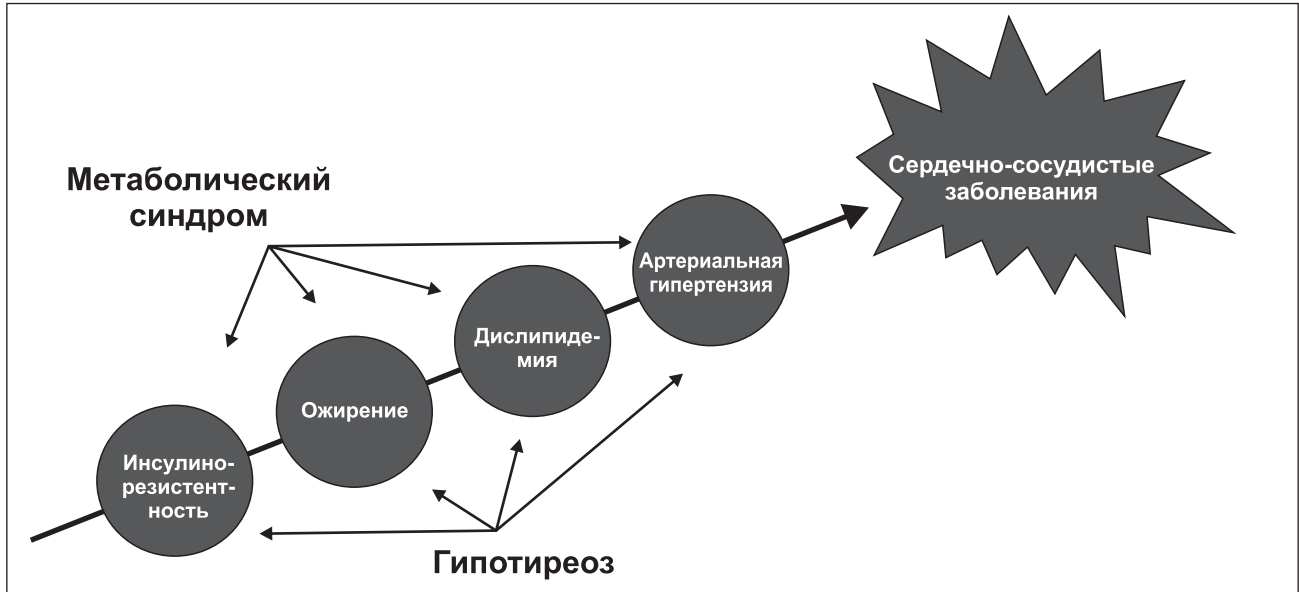 Метаболический
синдром
Сердечно-сосудистые
заболевания
Артериальная
гипертензия
Дислипиде-
мия
Ожирение
Инсулино-
резистент-
ность
Гипотиреоз